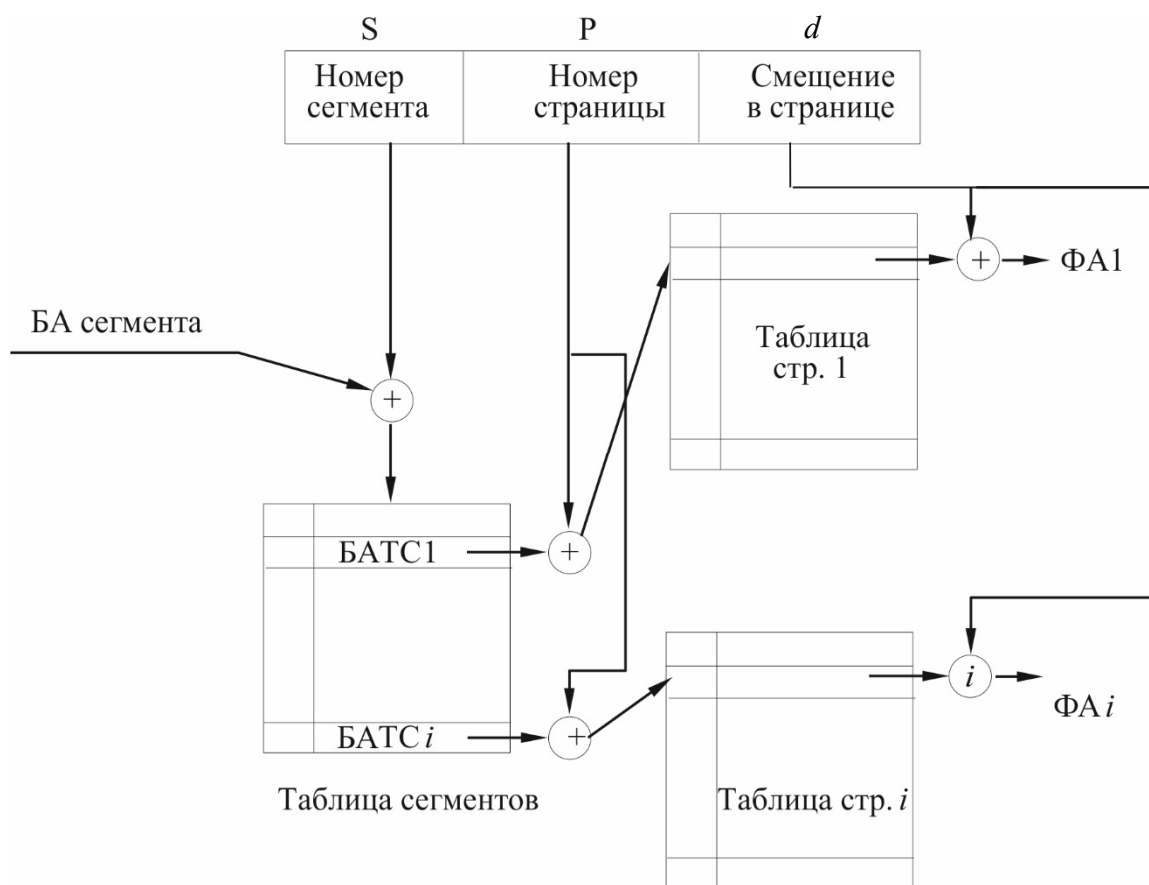 S P d
Номер Номер Смещение
сегмента страницы в странице
+ ФА1
БА сегмента
Таблица
стр. 1
+
БАТС1 +
i
ФА i
БАТС i +
Таблица сегментов Таблица стр. i